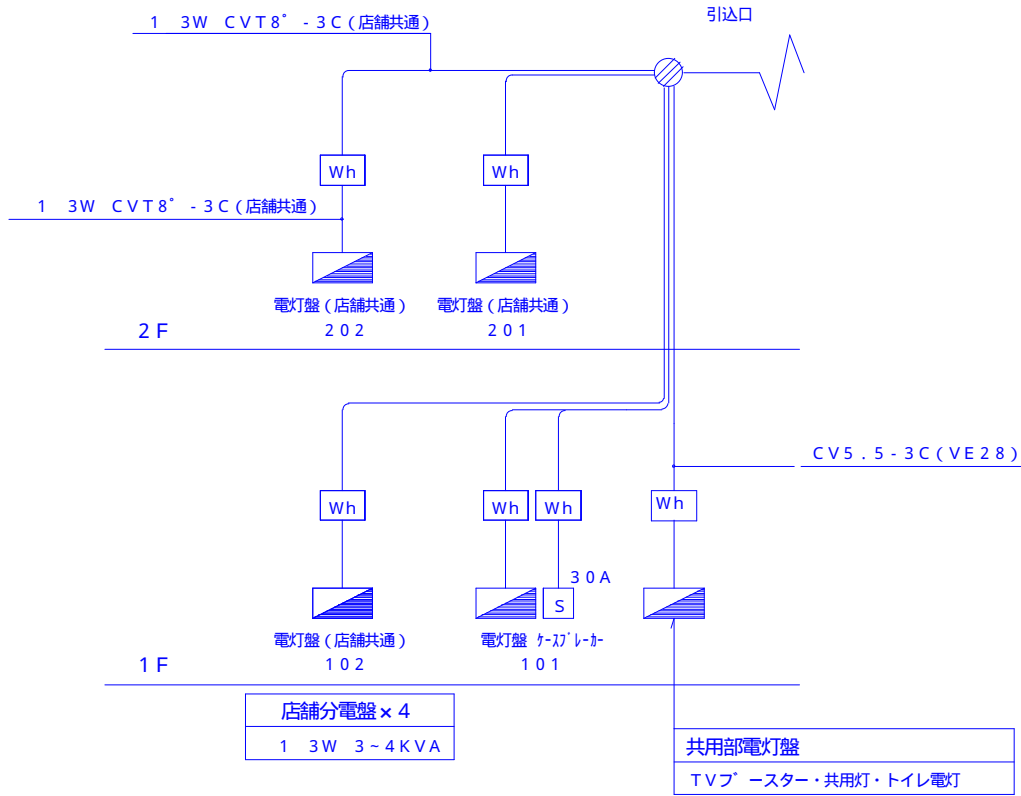 引込口
1 3W CVT8゜-3C(店舗共通)
Wh Wh
1 3W CVT8゜-3C(店舗共通)
電灯盤(店舗共通) 電灯盤(店舗共通)
202 201
2F
CV5.5-3C(VE28)
Wh Wh Wh Wh
30A
S
電灯盤(店舗共通) 電灯盤 ケースブレーカー
102 101
1F
店舗分電盤×4
1 3W 3~4KVA
共用部電灯盤
TVブースター・共用灯・トイレ電灯